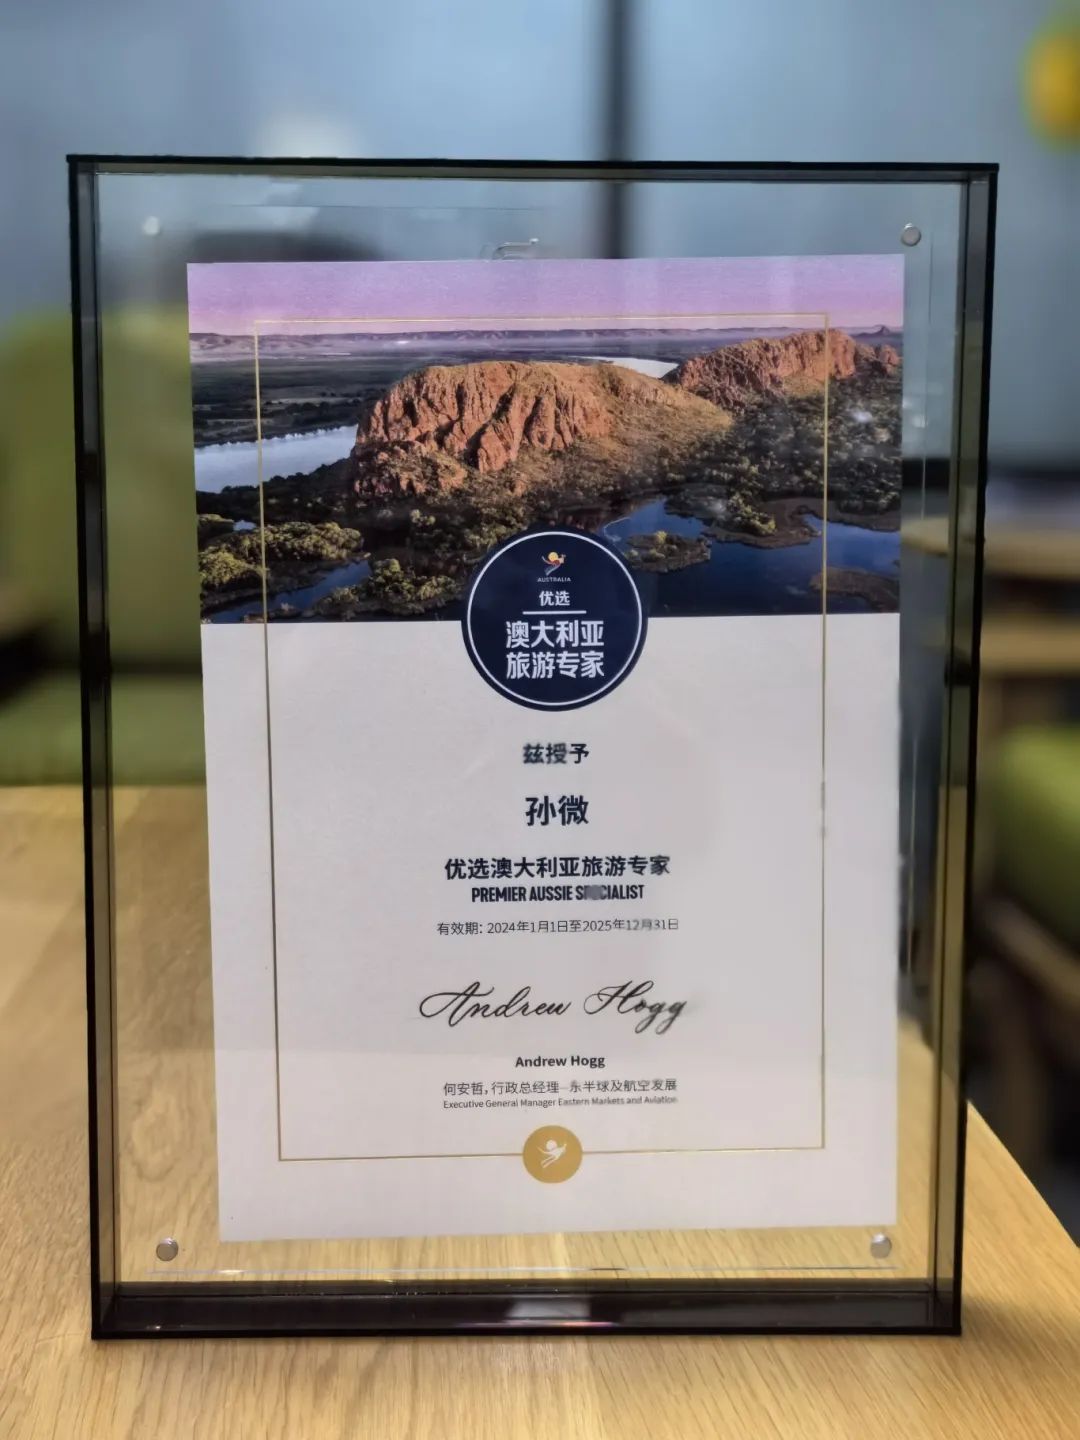 AUSTRALIA
优选
澳大利亚
旅游专家
兹授予
孙微
优选澳大利亚旅游专家
PREMIER AUSSIE SPECIALIST
有效期: 2024年1月1日至2025年12月31日
Andrew Hogg
Andrew Hogg
何安哲, 行政总经理—东半球及航空发展
Executive General Manager Eastern Markets and Aviation